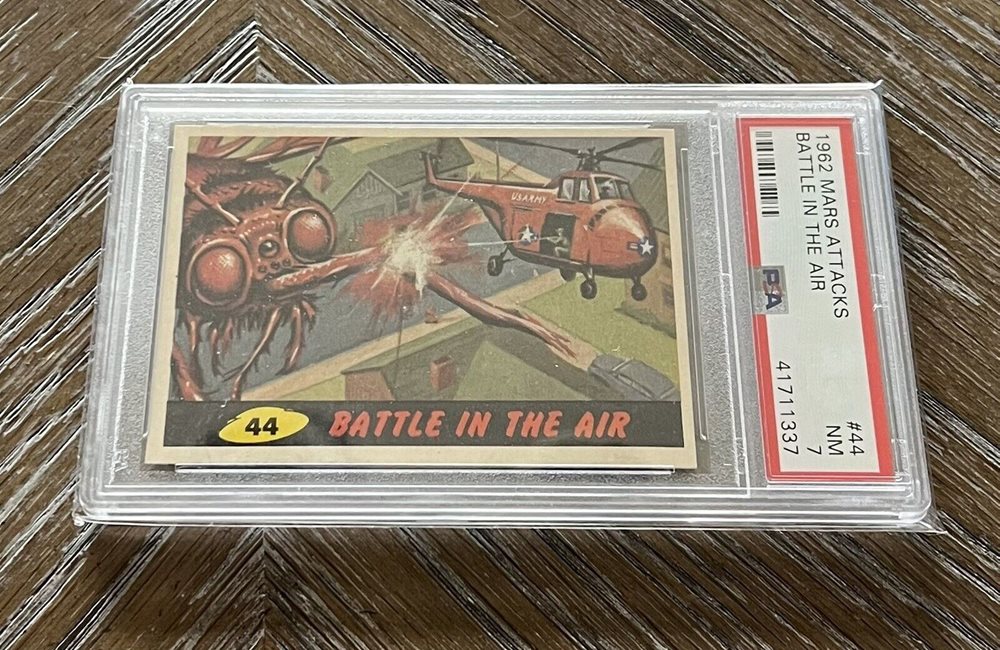 44 BATTLE IN THE AIR
U.S. ARMY
1962 MARS ATTACKS #44
BATTLE IN THE AIR NM
7
PSA 41711337